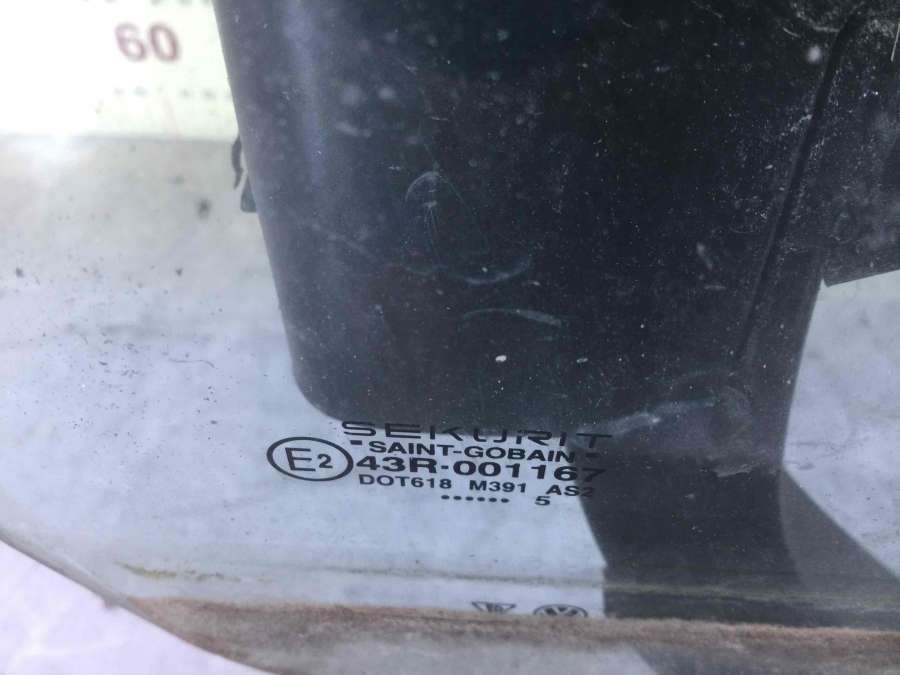 60
SEKURIT
SAINT-GOBAIN
E2 43R-001167
DOT618 M391 AS2
...... 5